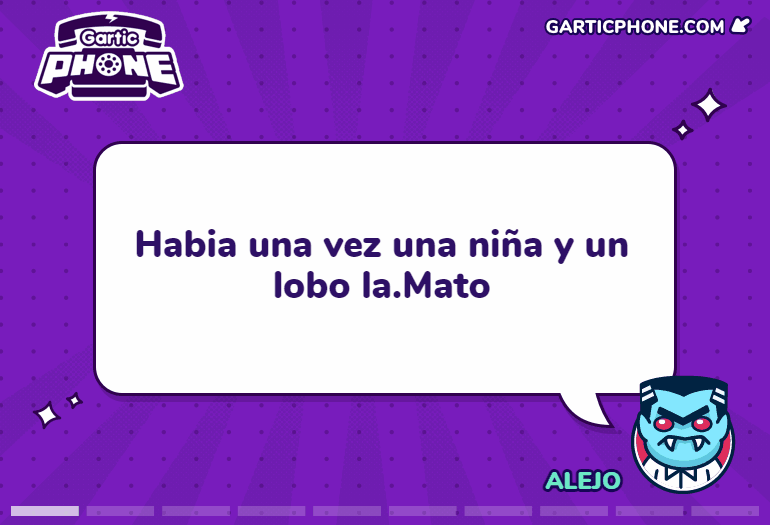 Gartic
PHONE
GARTICPHONE.COM
Habia una vez una niña y un
lobo la.Mato
ALEJO